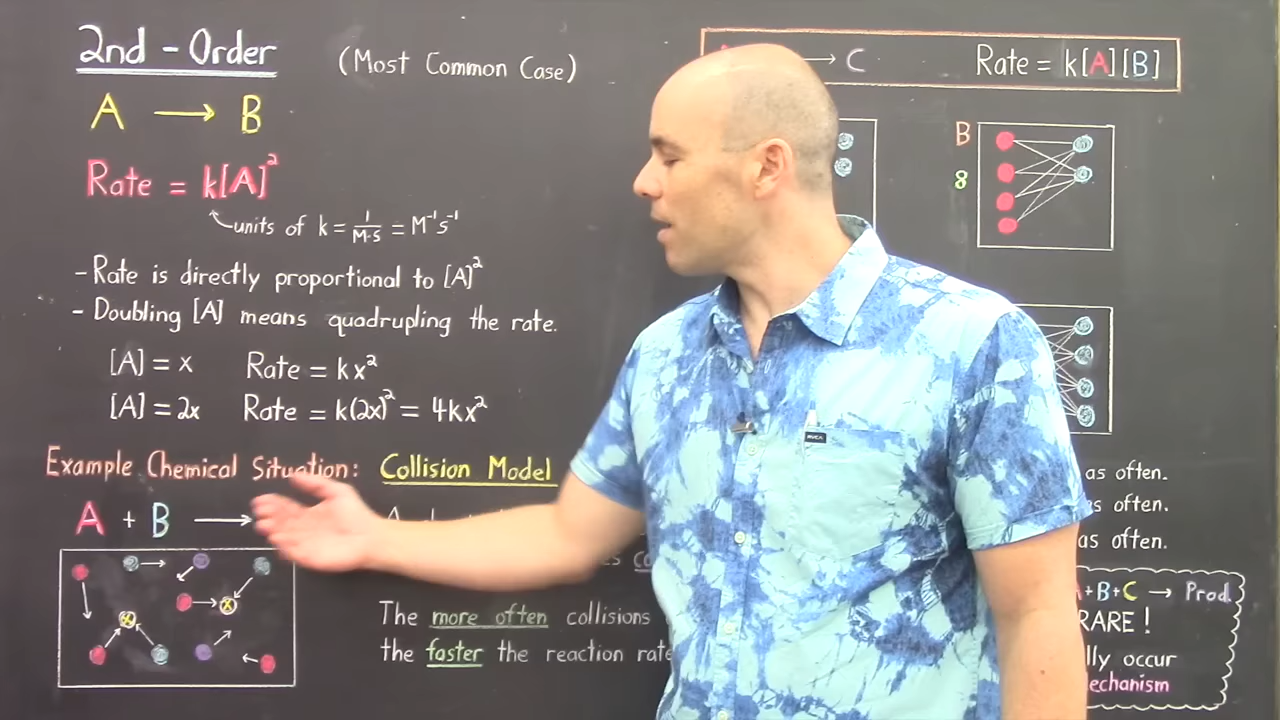 2nd - Order
(Most Common Case)
A → B
Rate = k[A]²
units of k = 1/M·s = M⁻¹s⁻¹
- Rate is directly proportional to [A]²
- Doubling [A] means quadrupling the rate.
[A] = x Rate = kx²
[A] = 2x Rate = k(2x)² = 4kx²
Example Chemical Situation: Collision Model
A + B →
The more often collisions
the faster the reaction rate
→ C Rate = k[A][B]
B
8
as often.
as often.
as often.
+B+C → Prod.
RARE!
occur
RVCA